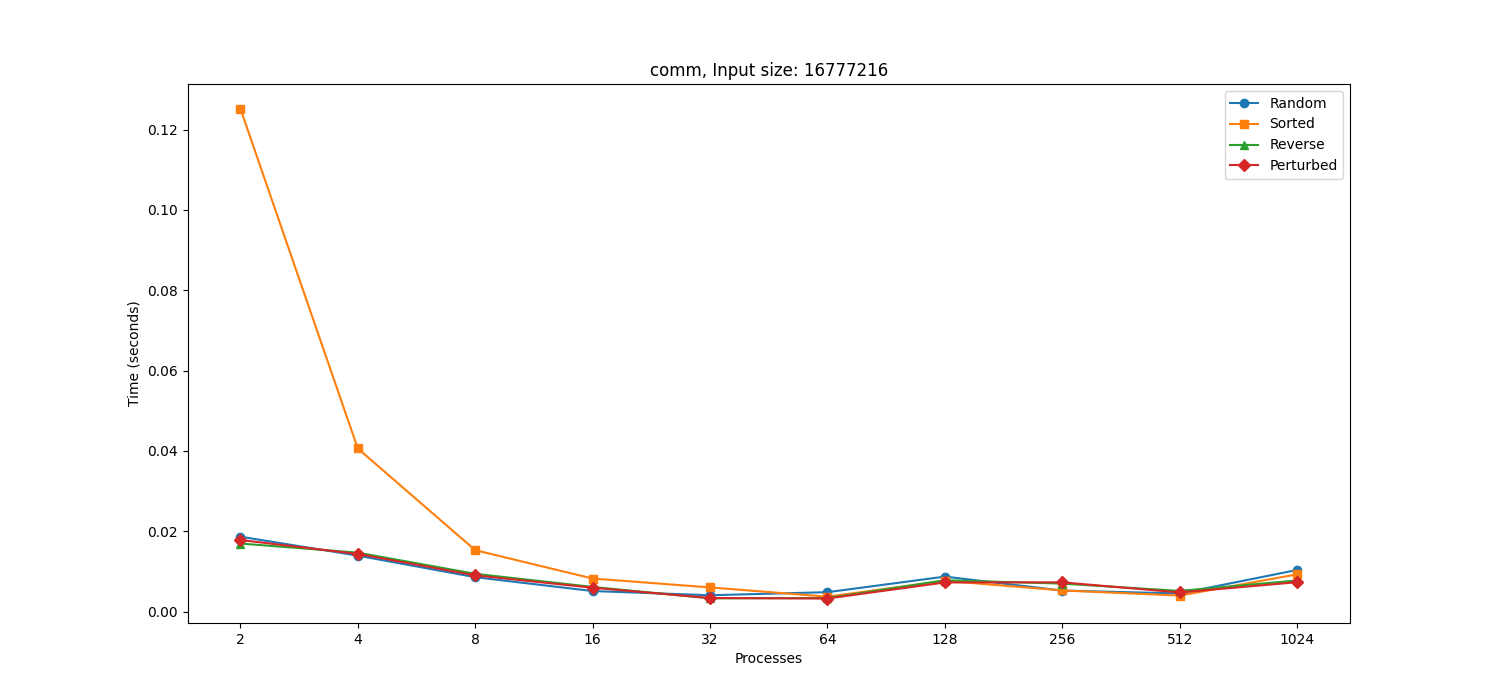 comm, Input size: 16777216
Random
Sorted
Reverse
Perturbed
Time (seconds)
0.12
0.10
0.08
0.06
0.04
0.02
0.00
2 4 8 16 32 64 128 256 512 1024
Processes